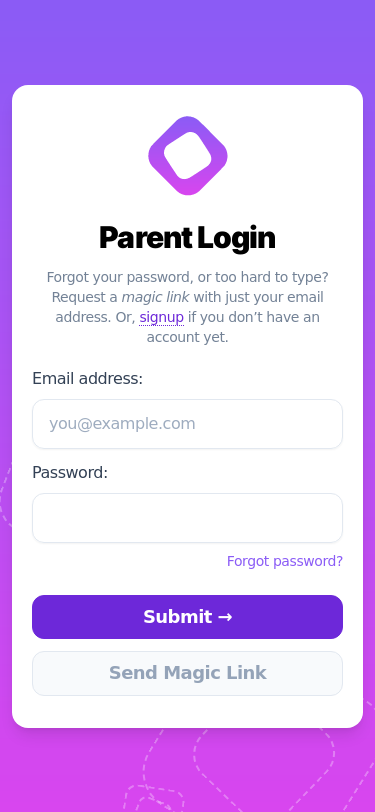 Parent Login
Forgot your password, or too hard to type?
Request a magic link with just your email
address. Or, signup if you don’t have an
account yet.
Email address:
you@example.com
Password:
Forgot password?
Submit →
Send Magic Link